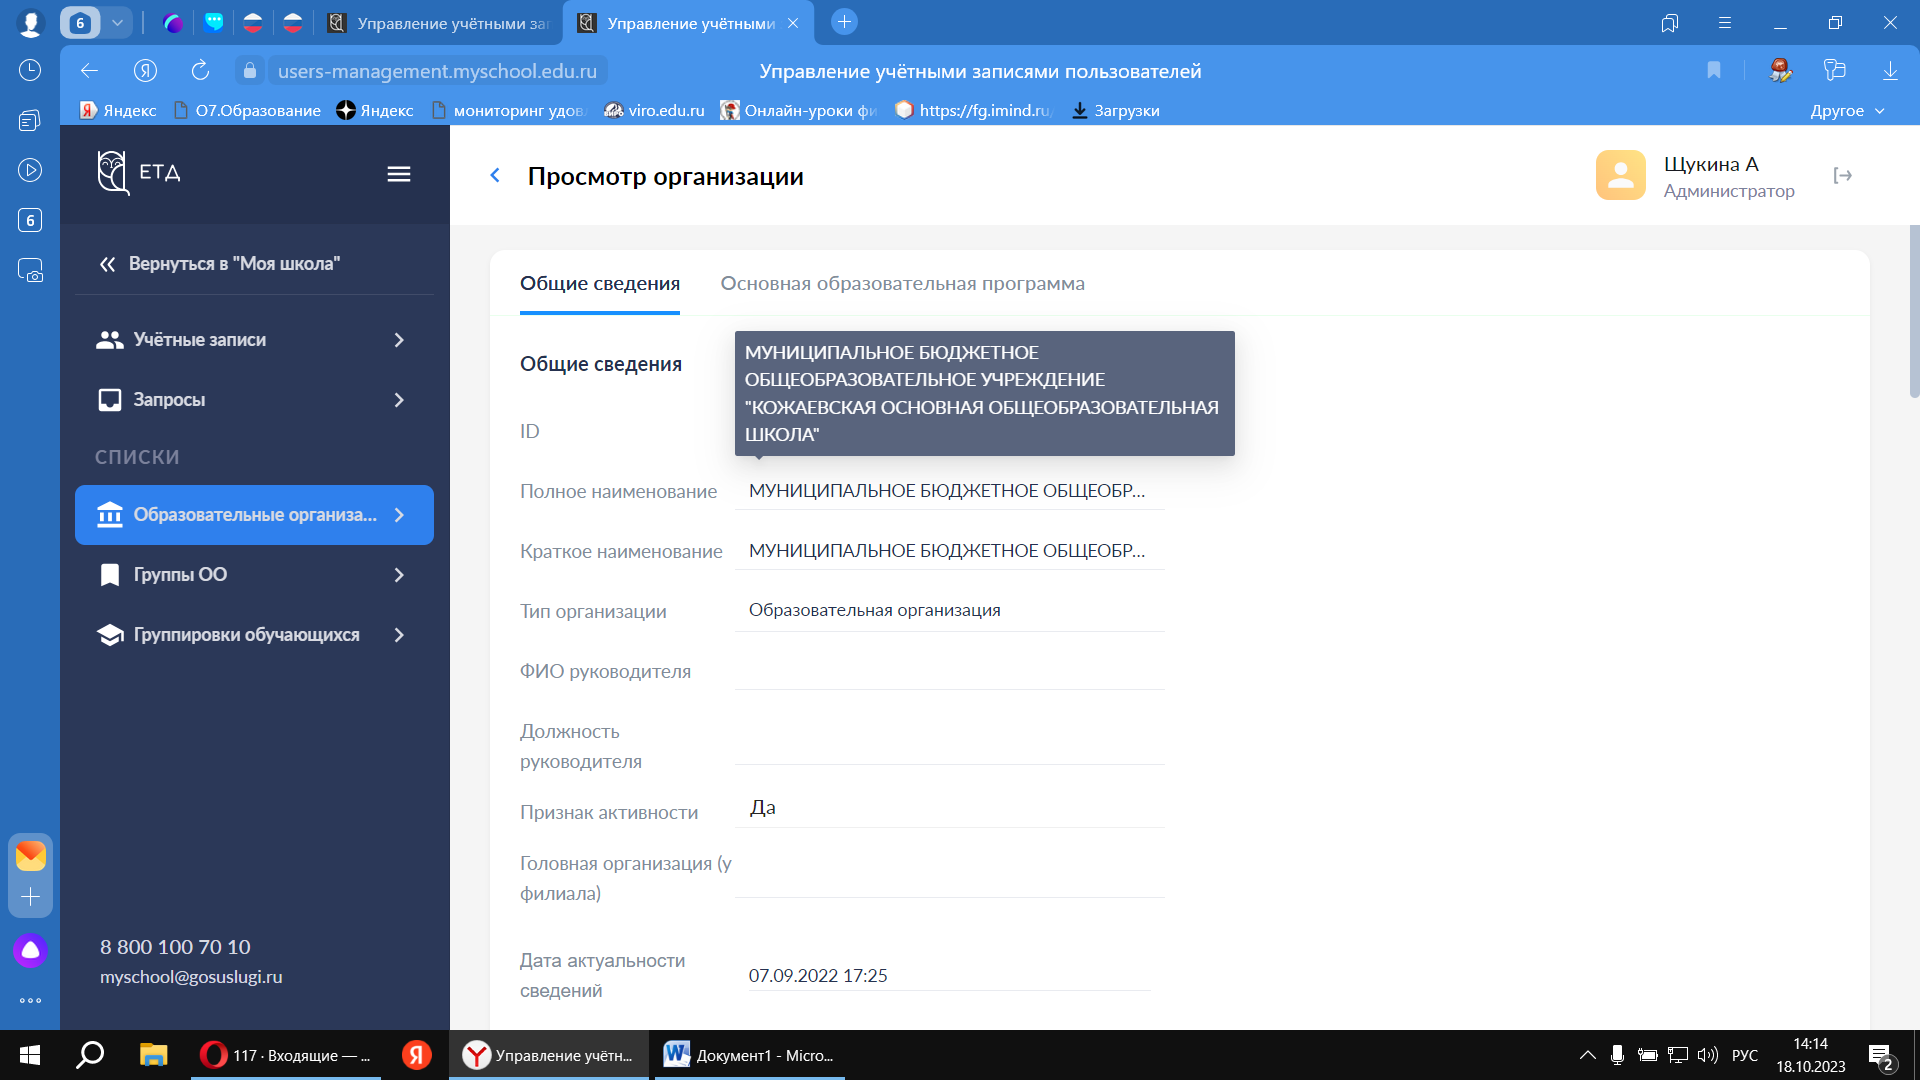 6
Управление учётными за
Управление учётными
users-management.myschool.edu.ru
Управление учётными записями пользователей
Яндекс
О7.Образование
Яндекс
мониторинг удов
viro.edu.ru
Онлайн-уроки фи
https://fg.imind.ru/
Загрузки
Другое
6
ЕТД
Вернуться в "Моя школа"
Учётные записи
Запросы
СПИСКИ
Образовательные организа...
Группы ОО
Группировки обучающихся
8 800 100 70 10
myschool@gosuslugi.ru
Просмотр организации
Щукина А
Администратор
Общие сведения
Основная образовательная программа
Общие сведения
МУНИЦИПАЛЬНОЕ БЮДЖЕТНОЕ
ОБЩЕОБРАЗОВАТЕЛЬНОЕ УЧРЕЖДЕНИЕ
"КОЖАЕВСКАЯ ОСНОВНАЯ ОБЩЕОБРАЗОВАТЕЛЬНАЯ
ШКОЛА"
ID
Полное наименование
МУНИЦИПАЛЬНОЕ БЮДЖЕТНОЕ ОБЩЕОБР...
Краткое наименование
МУНИЦИПАЛЬНОЕ БЮДЖЕТНОЕ ОБЩЕОБР...
Тип организации
Образовательная организация
ФИО руководителя
Должность
руководителя
Признак активности
Да
Головная организация (у
филиала)
Дата актуальности
сведений
07.09.2022 17:25
117 · Входящие — ...
Управление учётн...
Документ1 - Micro...
РУС
14:14
18.10.2023
2